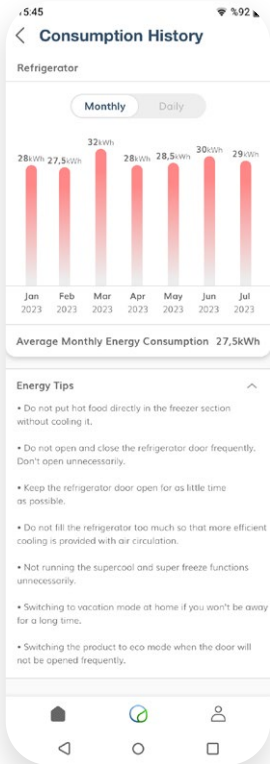 5:45 %92
Consumption History
Refrigerator
Monthly Daily
28kWh 27,5kWh 32kWh 28kWh 28,5kWh 30kWh 29kWh
Jan Feb Mar Apr May Jun Jul
2023 2023 2023 2023 2023 2023 2023
Average Monthly Energy Consumption 27,5kWh
Energy Tips
• Do not put hot food directly in the freezer section
without cooling it.
• Do not open and close the refrigerator door frequently.
Don't open unnecessarily.
• Keep the refrigerator door open for as little time
as possible.
• Do not fill the refrigerator too much so that more efficient
cooling is provided with air circulation.
• Not running the supercool and super freeze functions
unnecessarily.
• Switching to vacation mode at home if you won't be away
for a long time.
• Switching the product to eco mode when the door will
not be opened frequently.